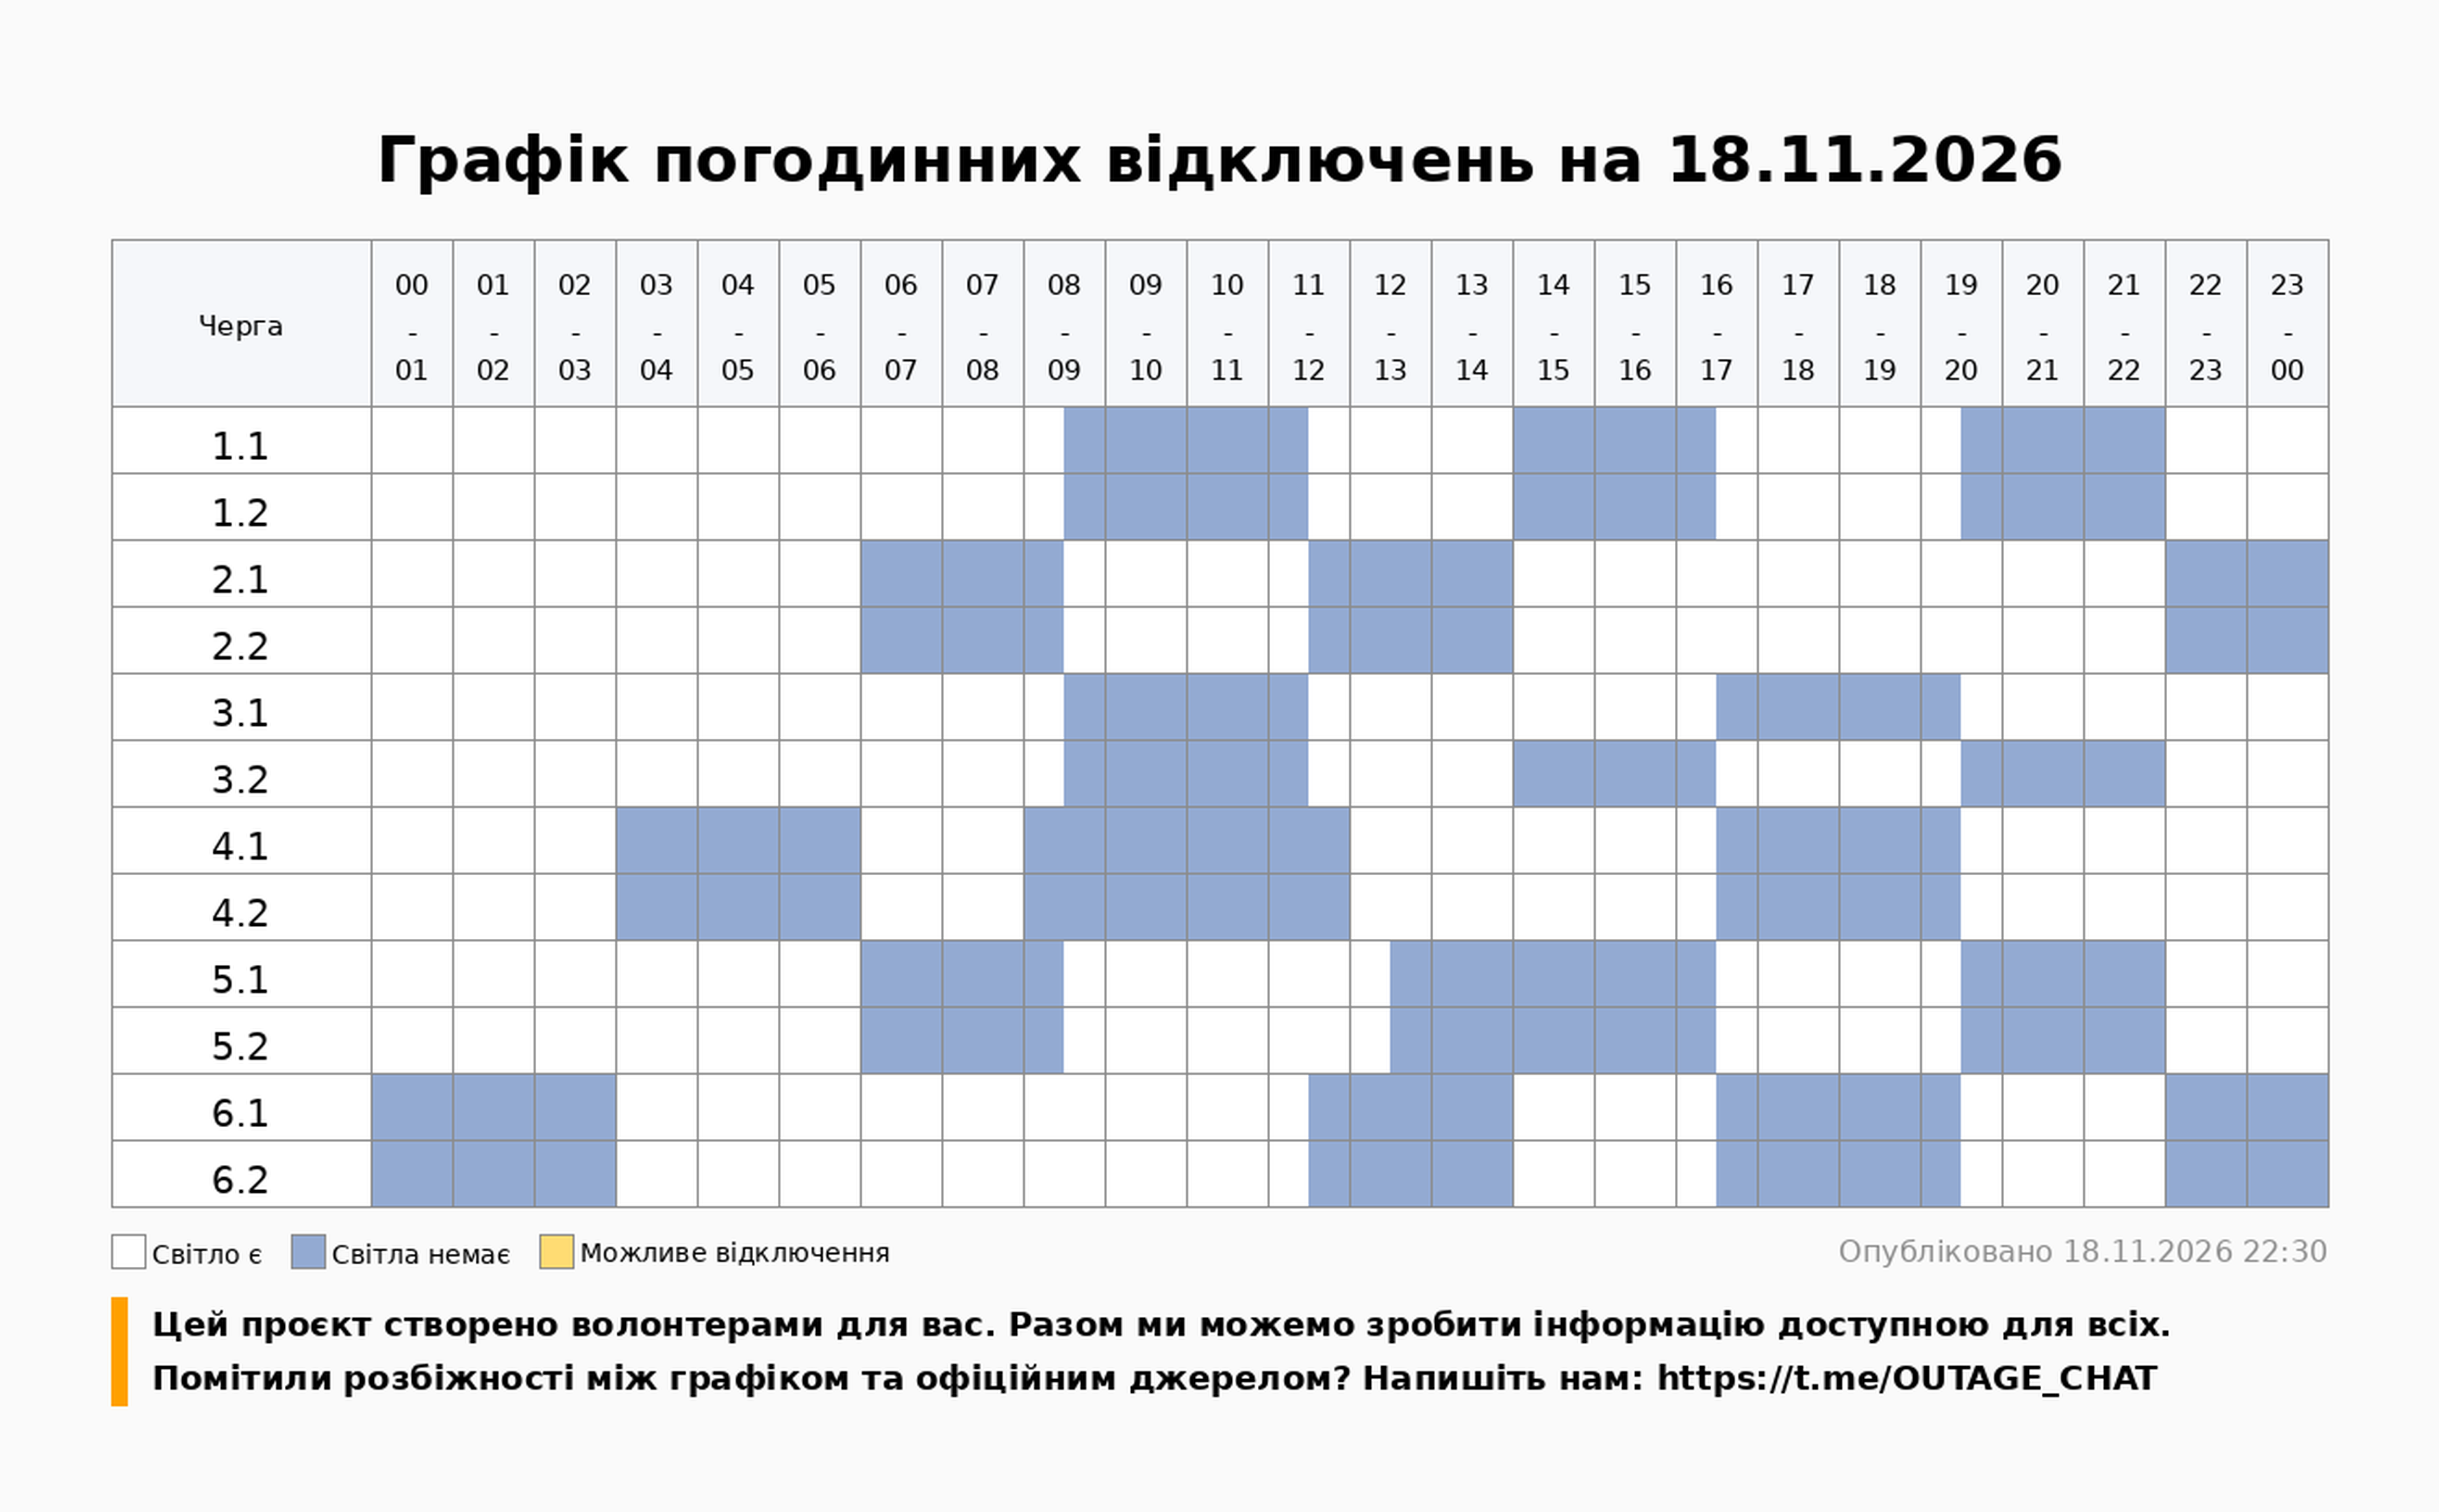 Графік погодинних відключень на 18.11.2026
Черга 00 - 01 01 - 02 02 - 03 03 - 04 04 - 05 05 - 06 06 - 07 07 - 08 08 - 09 09 - 10 10 - 11 11 - 12 12 - 13 13 - 14 14 - 15 15 - 16 16 - 17 17 - 18 18 - 19 19 - 20 20 - 21 21 - 22 22 - 23 23 - 00
1.1
1.2
2.1
2.2
3.1
3.2
4.1
4.2
5.1
5.2
6.1
6.2
Світло є Світла немає Можливе відключення Опубліковано 18.11.2026 22:30
Цей проєкт створено волонтерами для вас. Разом ми можемо зробити інформацію доступною для всіх.
Помітили розбіжності між графіком та офіційним джерелом? Напишіть нам: https://t.me/OUTAGE_CHAT